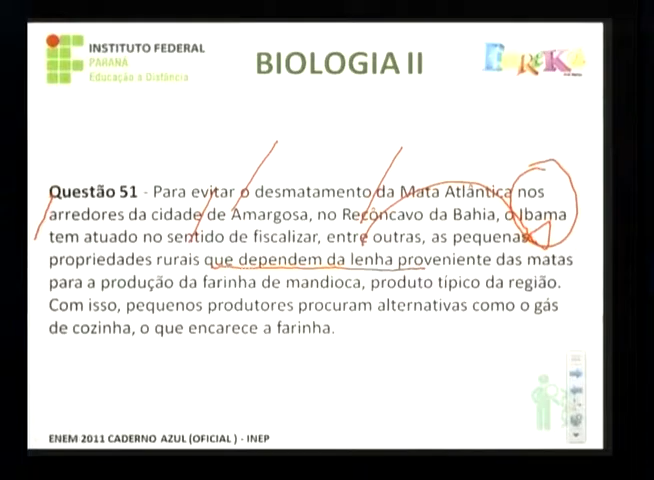 INSTITUTO FEDERAL
PARANÁ
Educação a Distância
BIOLOGIA II
EUREKA
Questão 51 - Para evitar o desmatamento da Mata Atlântica nos
arredores da cidade de Amargosa, no Recôncavo da Bahia, o Ibama
tem atuado no sentido de fiscalizar, entre outras, as pequenas
propriedades rurais que dependem da lenha proveniente das matas
para a produção da farinha de mandioca, produto típico da região.
Com isso, pequenos produtores procuram alternativas como o gás
de cozinha, o que encarece a farinha.
ENEM 2011 CADERNO AZUL (OFICIAL ) - INEP